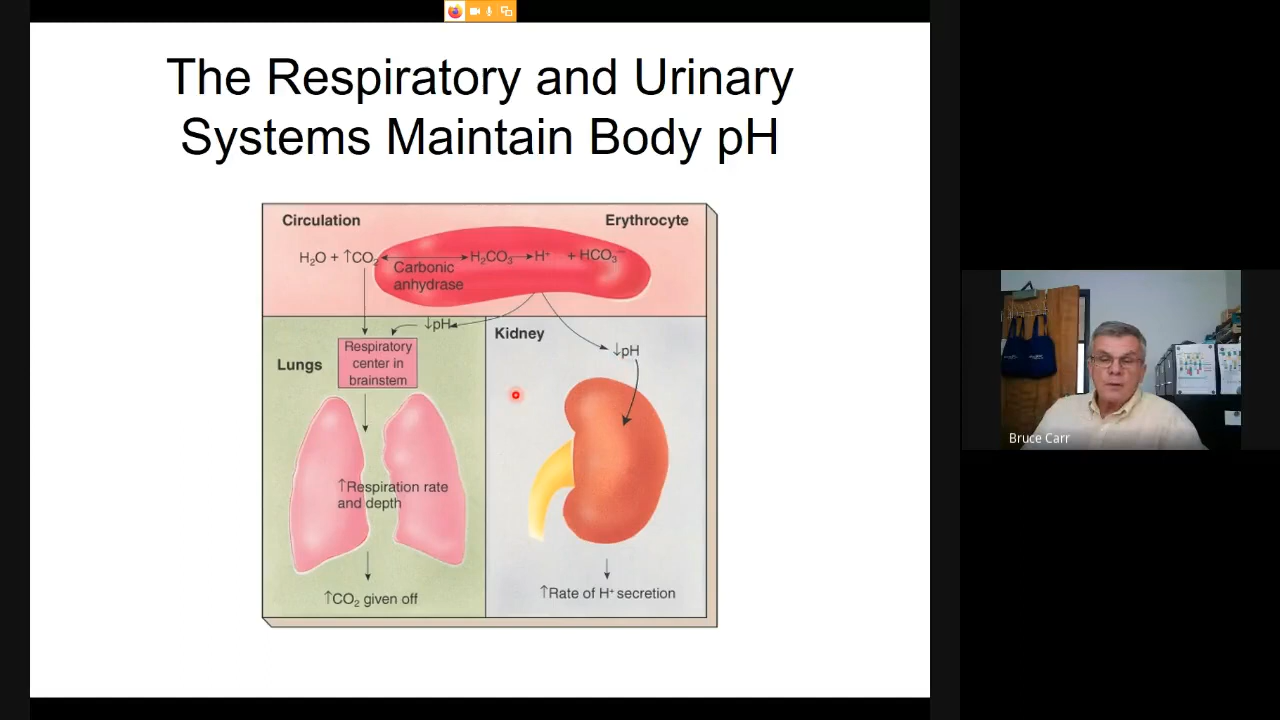 The Respiratory and Urinary
Systems Maintain Body pH
Circulation
Erythrocyte
H₂O + ↑CO₂
H₂CO₃
H⁺ + HCO₃⁻
Carbonic
anhydrase
↓pH
Kidney
↓pH
Respiratory
center in
brainstem
Lungs
↑Respiration rate
and depth
↑CO₂ given off
↑Rate of H⁺ secretion
Bruce Carr